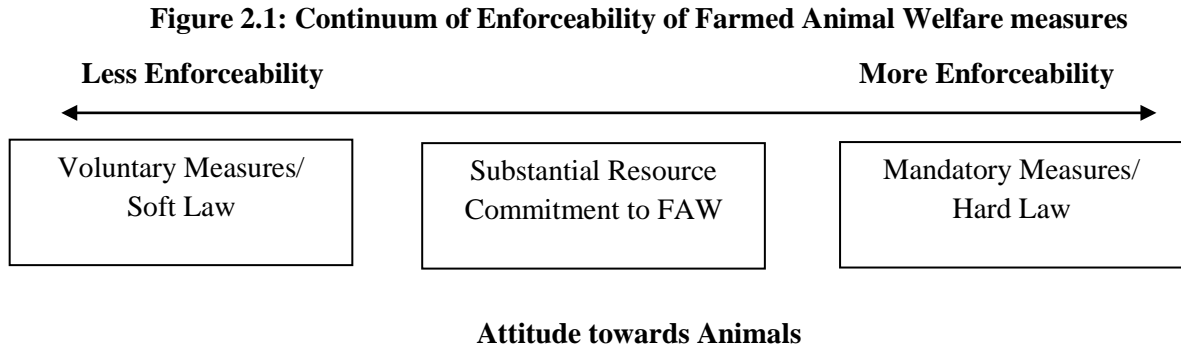 Figure 2.1: Continuum of Enforceability of Farmed Animal Welfare measures
Less Enforceability
More Enforceability
Voluntary Measures/
Soft Law
Substantial Resource
Commitment to FAW
Mandatory Measures/
Hard Law
Attitude towards Animals